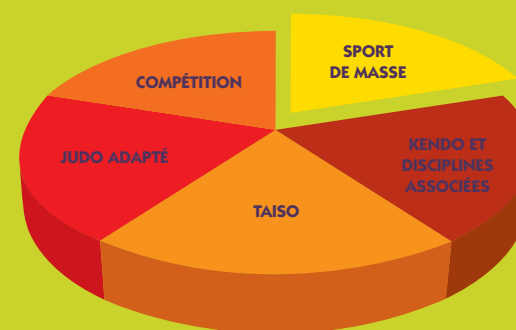 SPORT
DE MASSE
COMPÉTITION
KENDO ET
DISCIPLINES
ASSOCIÉES
JUDO ADAPTÉ
TAISO